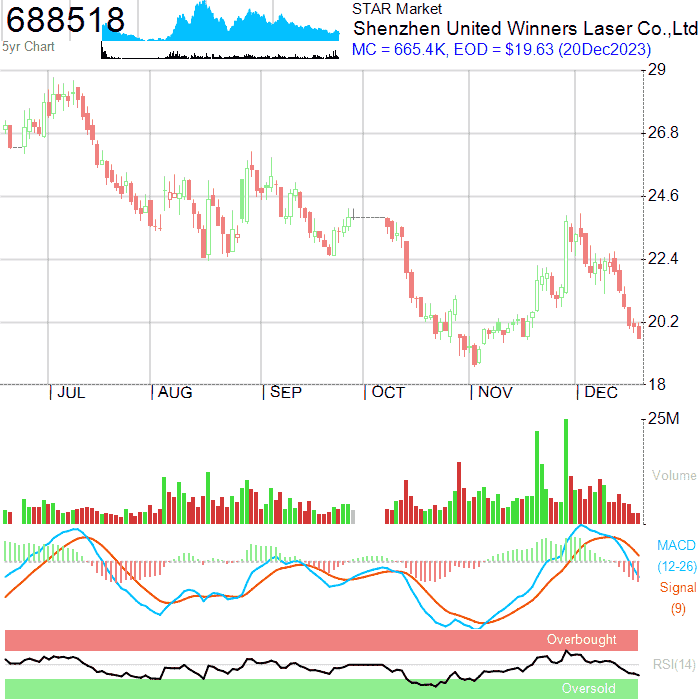 688518
5yr Chart
STAR Market
Shenzhen United Winners Laser Co.,Ltd
MC = 665.4K, EOD = $19.63 (20Dec2023)
29
26.8
24.6
22.4
20.2
18
JUL
AUG
SEP
OCT
NOV
DEC
25M
Volume
MACD
(12-26)
Signal
(9)
Overbought
RSI(14)
Oversold